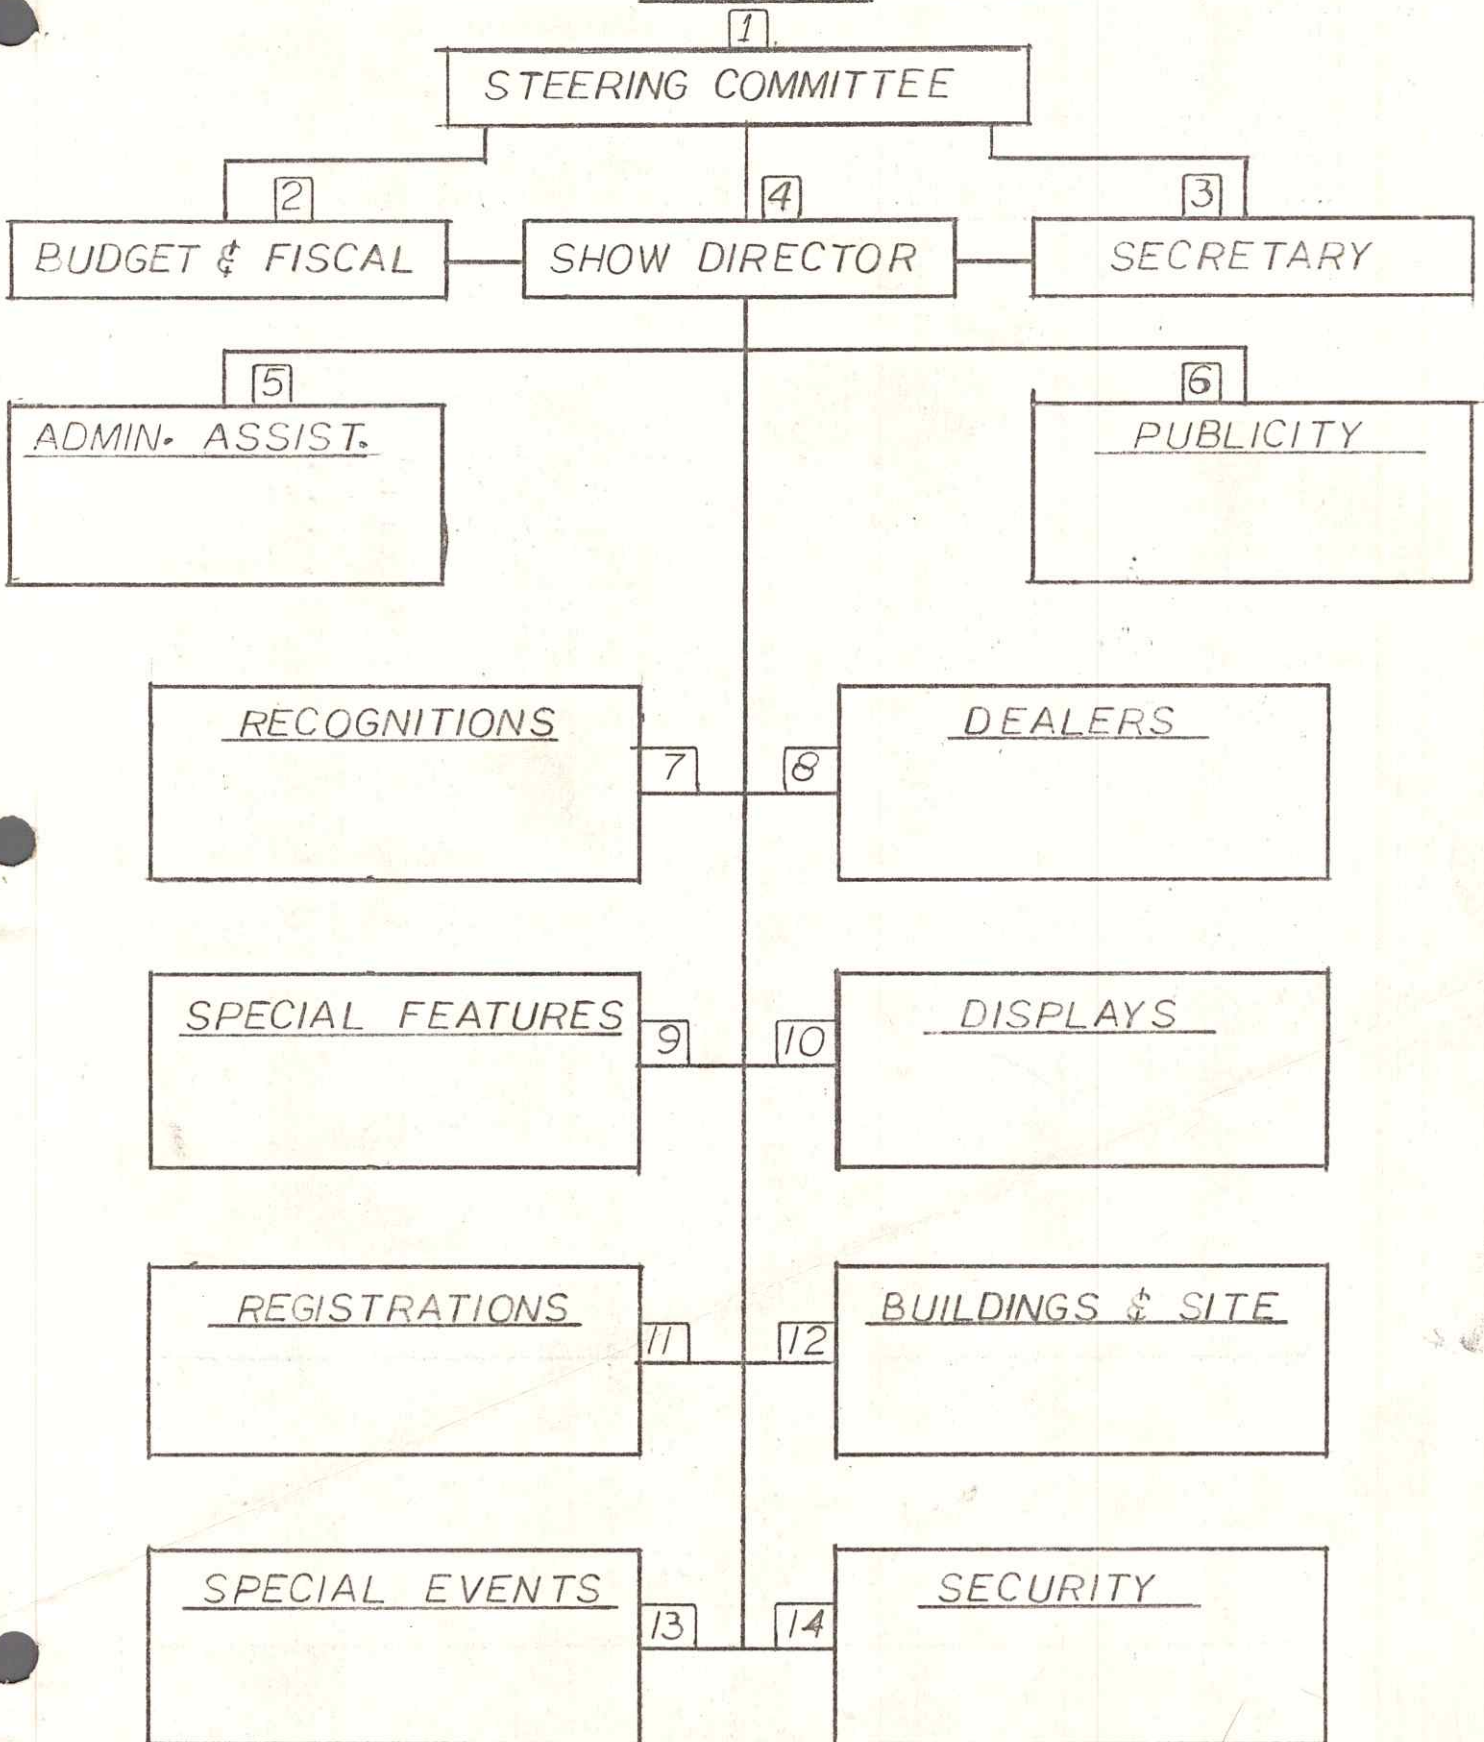 1
STEERING COMMITTEE
2
4
3
BUDGET & FISCAL
SHOW DIRECTOR
SECRETARY
5
6
ADMIN. ASSIST.
PUBLICITY
RECOGNITIONS
DEALERS
7
8
SPECIAL FEATURES
DISPLAYS
9
10
REGISTRATIONS
BUILDINGS & SITE
11
12
SPECIAL EVENTS
SECURITY
13
14